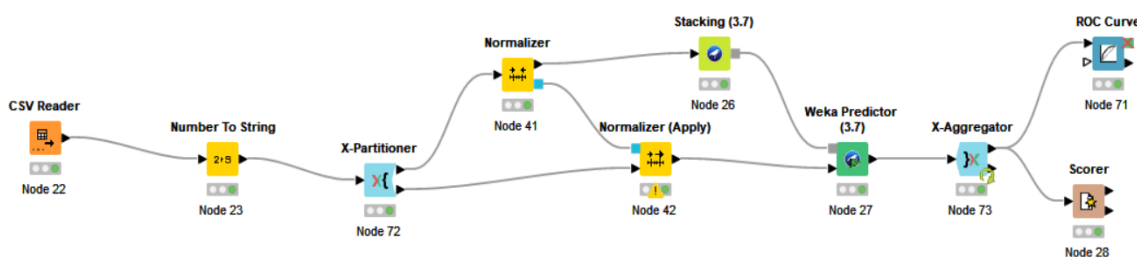 CSV Reader
Node 22
Number To String
2›S
Node 23
X-Partitioner
Node 72
Normalizer
Node 41
Stacking (3.7)
Node 26
Normalizer (Apply)
Node 42
Weka Predictor
(3.7)
Node 27
X-Aggregator
Node 73
ROC Curve
Node 71
Scorer
Node 28